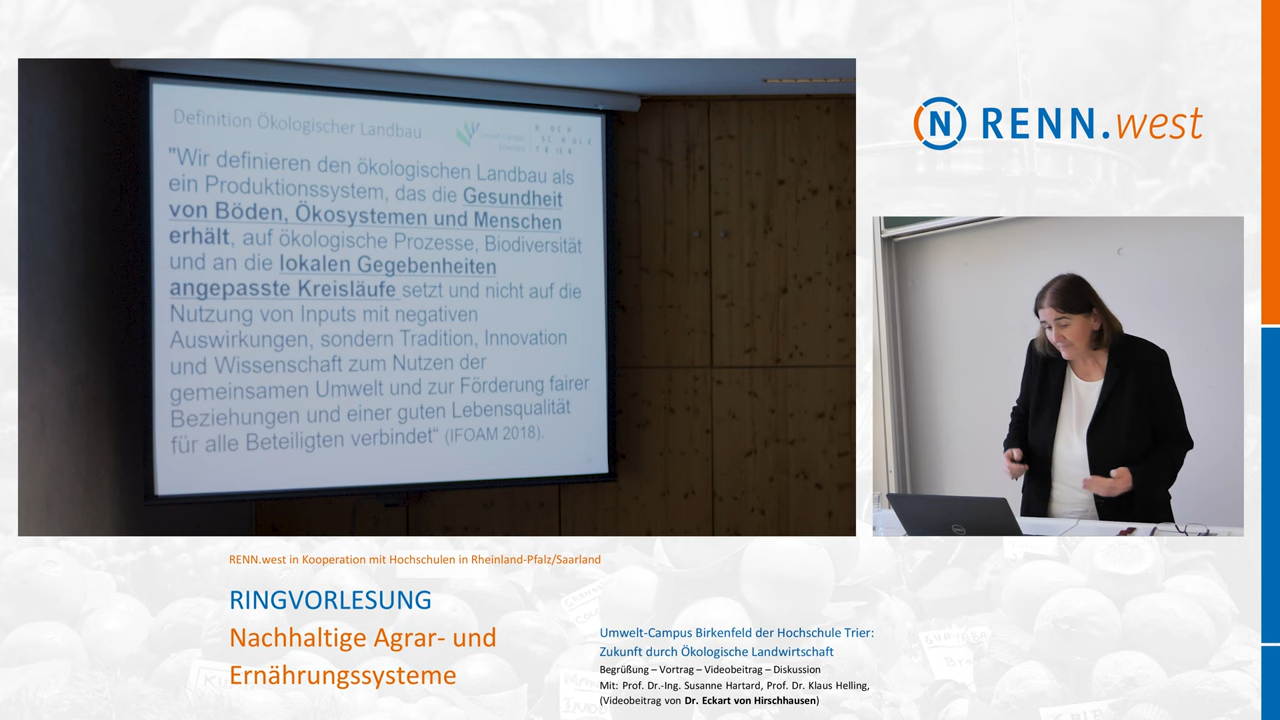 Definition Ökologischer Landbau
Umwelt-Campus
Birkenfeld
H O C H
S C H U L E
T R I E R
"Wir definieren den ökologischen Landbau als
ein Produktionssystem, das die Gesundheit
von Böden, Ökosystemen und Menschen
erhält, auf ökologische Prozesse, Biodiversität
und an die lokalen Gegebenheiten
angepasste Kreisläufe setzt und nicht auf die
Nutzung von Inputs mit negativen
Auswirkungen, sondern Tradition, Innovation
und Wissenschaft zum Nutzen der
gemeinsamen Umwelt und zur Förderung fairer
Beziehungen und einer guten Lebensqualität
für alle Beteiligten verbindet“ (IFOAM 2018).
N RENN.west
DELL
RENN.west in Kooperation mit Hochschulen in Rheinland-Pfalz/Saarland
RINGVORLESUNG
Nachhaltige Agrar- und
Ernährungssysteme
Umwelt-Campus Birkenfeld der Hochschule Trier:
Zukunft durch Ökologische Landwirtschaft
Begrüßung – Vortrag – Videobeitrag – Diskussion
Mit: Prof. Dr.-Ing. Susanne Hartard, Prof. Dr. Klaus Helling,
(Videobeitrag von Dr. Eckart von Hirschhausen)